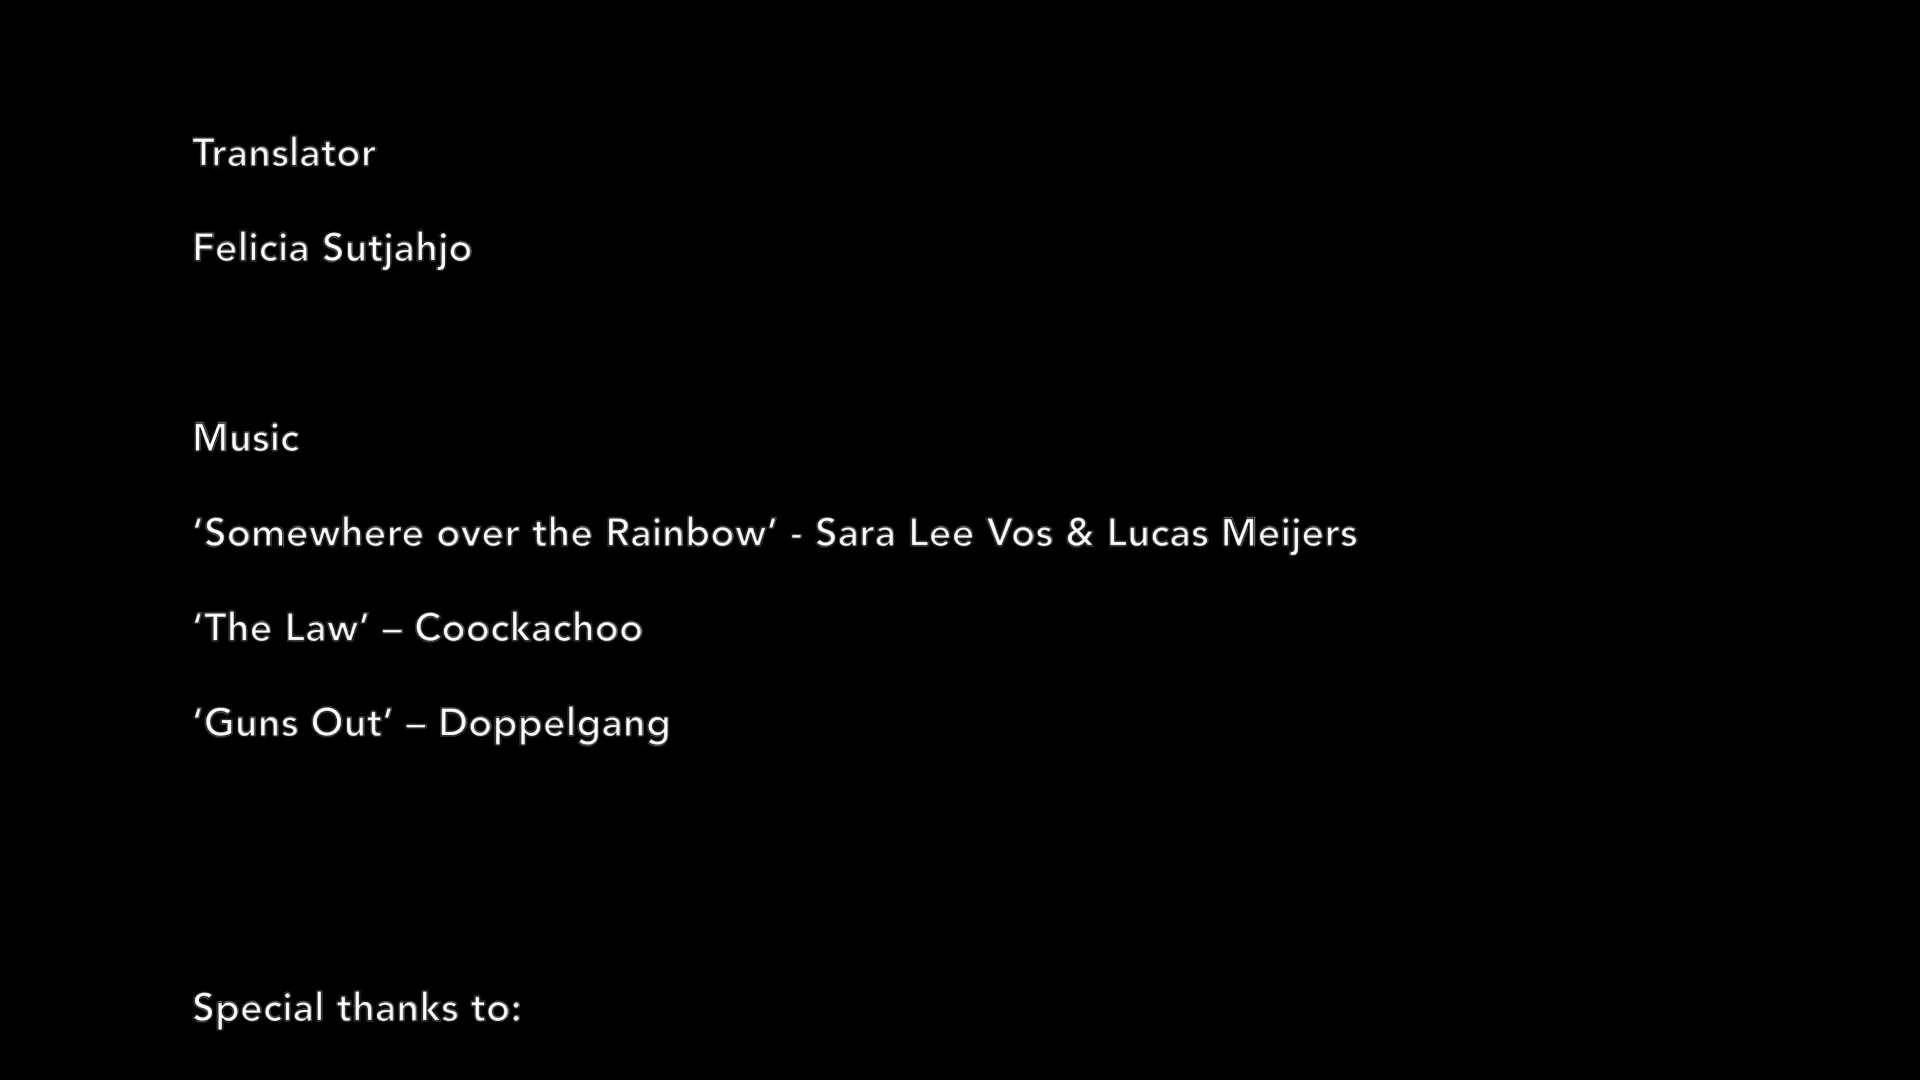 Translator
Felicia Sutjahjo
Music
‘Somewhere over the Rainbow’ - Sara Lee Vos & Lucas Meijers
‘The Law’ – Coockachoo
‘Guns Out’ – Doppelgang
Special thanks to: